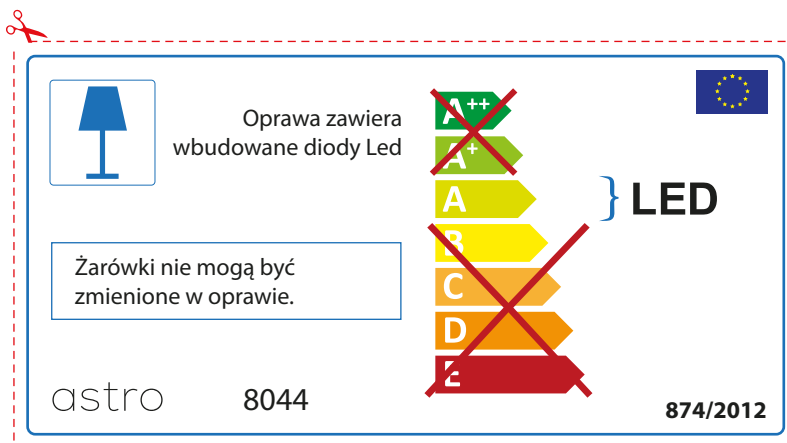 Oprawa zawiera
wbudowane diody Led
A++
A+
A
B
C
D
E
LED
Żarówki nie mogą być
zmienione w oprawie.
astro
8044
874/2012